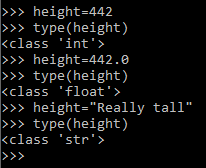 >>> height=442
>>> type(height)
<class 'int'>
>>> height=442.0
>>> type(height)
<class 'float'>
>>> height="Really tall"
>>> type(height)
<class 'str'>
>>>